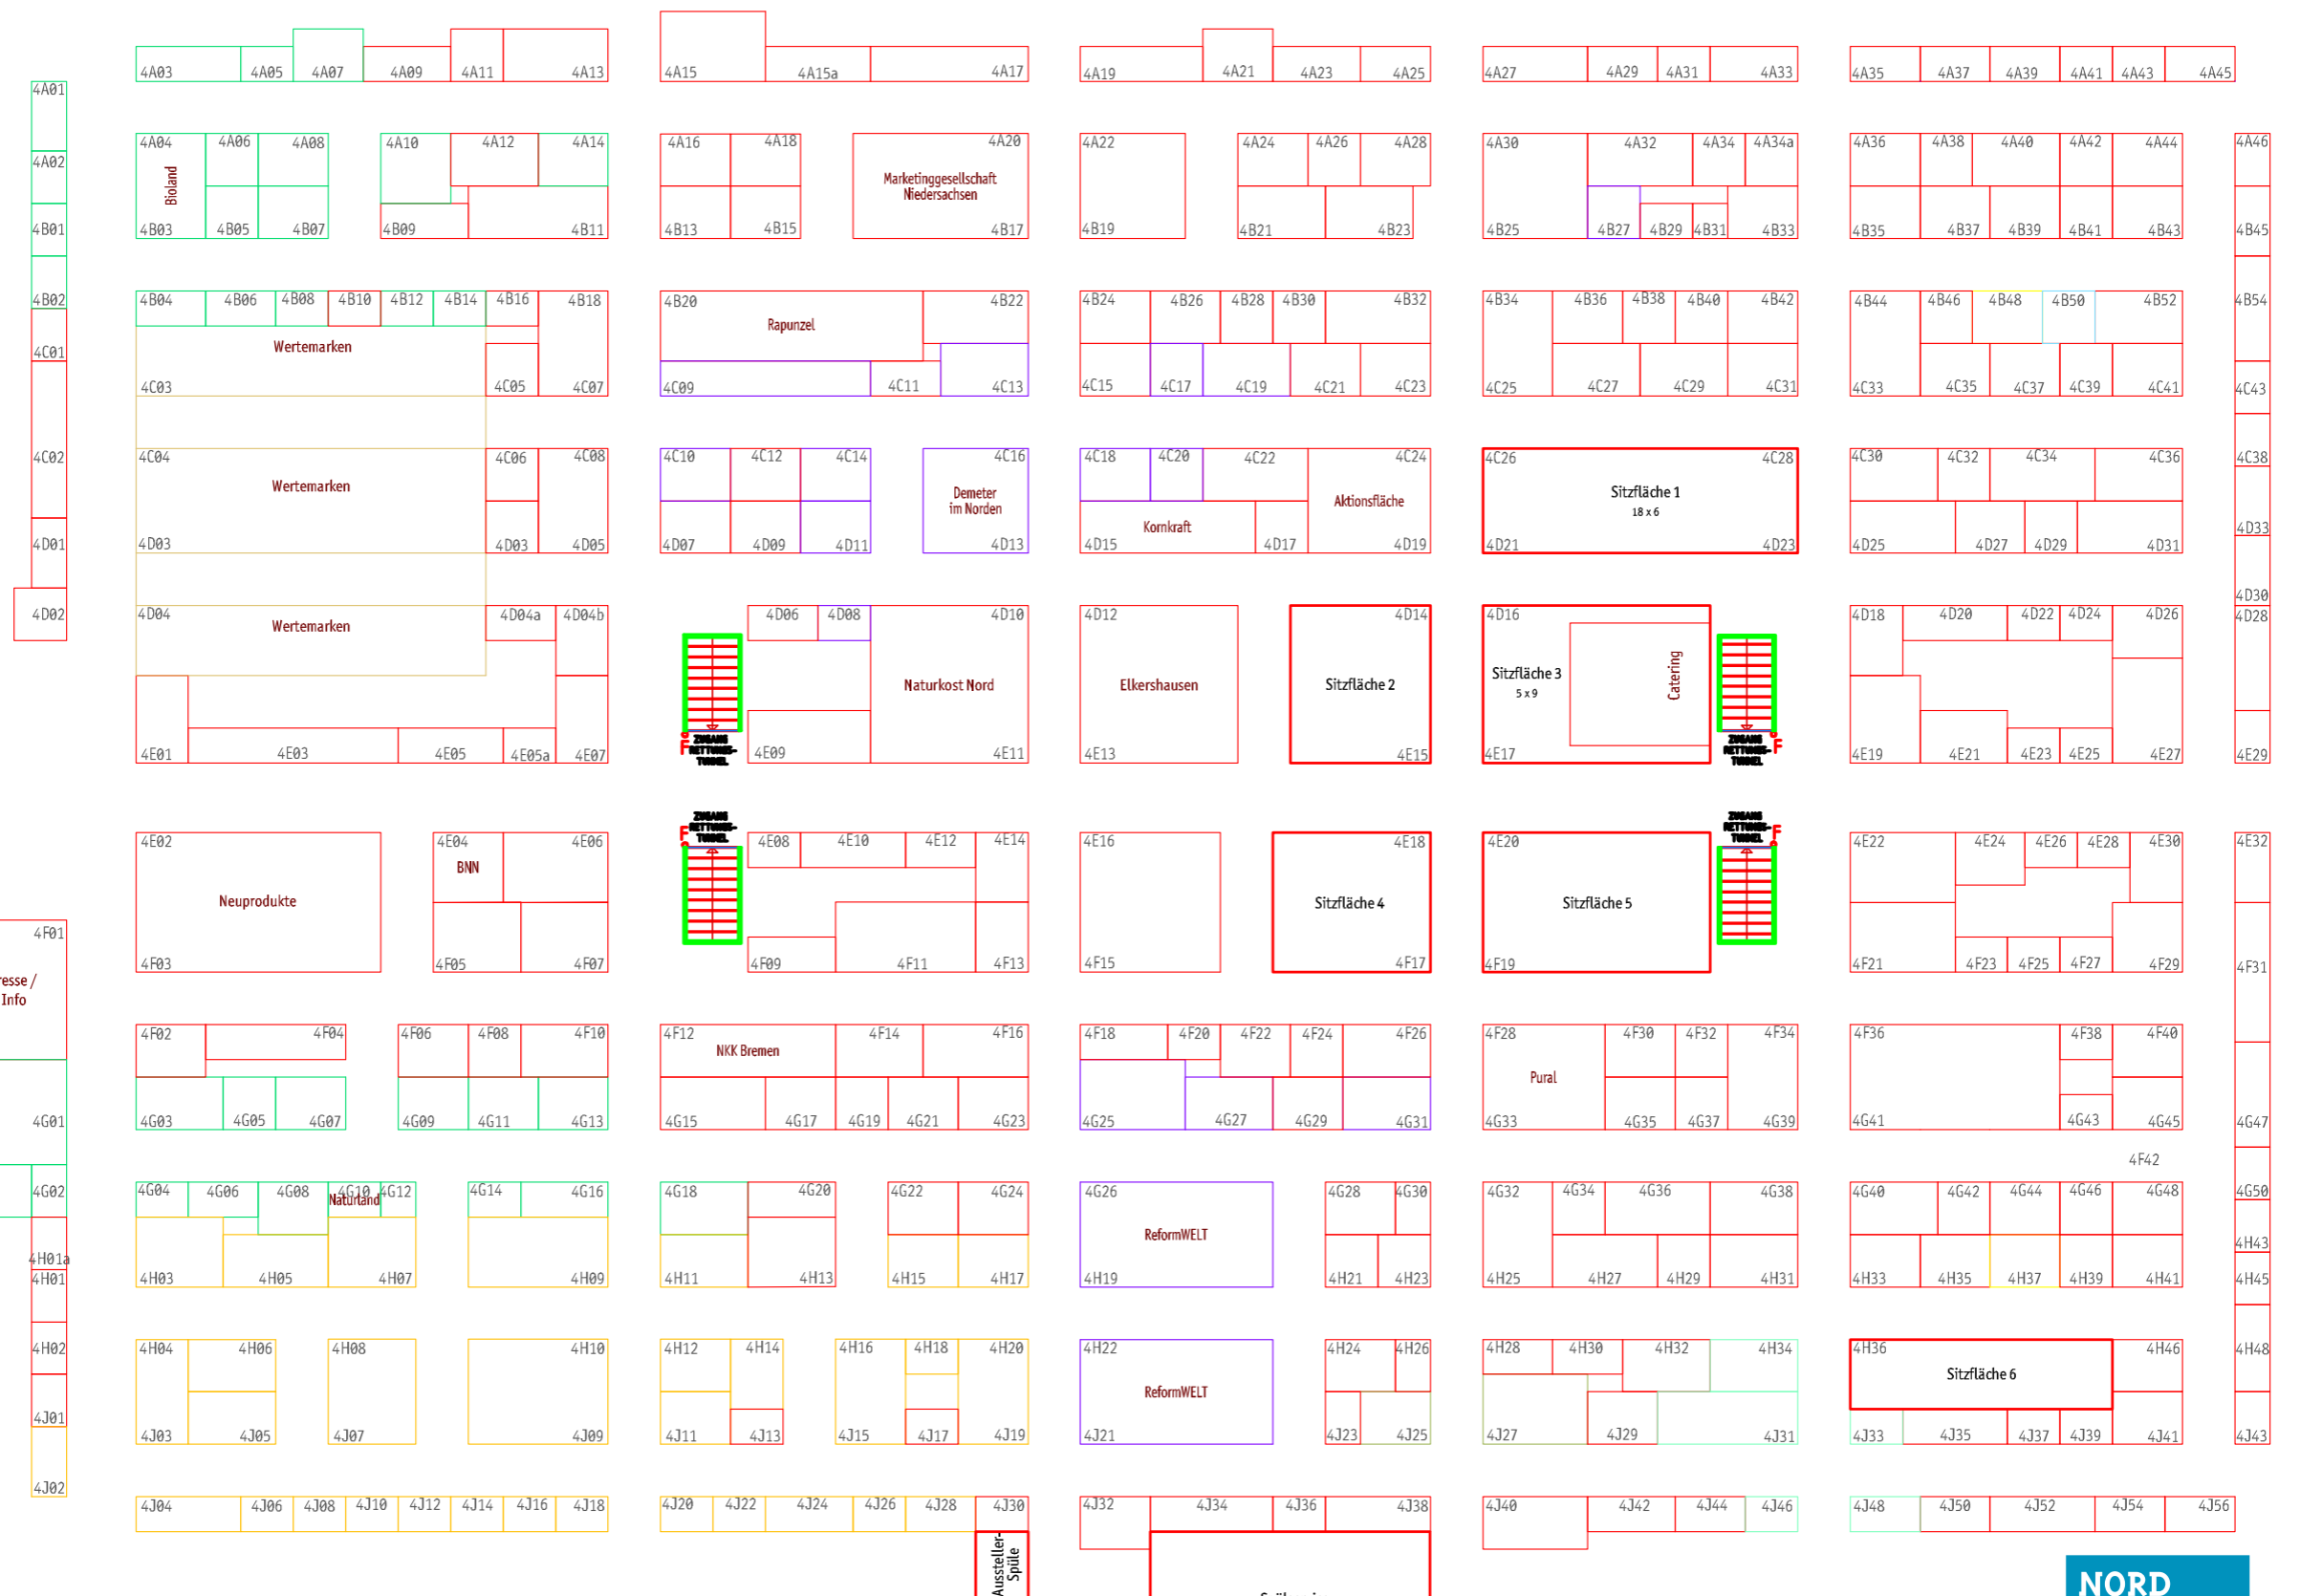 4A03 4A05 4A07 4A09 4A11 4A13 4A15 4A15a 4A17 4A19 4A21 4A23 4A25 4A27 4A29 4A31 4A33 4A35 4A37 4A39 4A41 4A43 4A45
4A01
4A04 4A06 4A08 4A10 4A12 4A14 4A16 4A18 4A20 4A22 4A24 4A26 4A28 4A30 4A32 4A34 4A34a 4A36 4A38 4A40 4A42 4A44 4A46
4A02
Bioland
Marketinggesellschaft
Niedersachsen
4B01 4B03 4B05 4B07 4B09 4B11 4B13 4B15 4B17 4B19 4B21 4B23 4B25 4B27 4B29 4B31 4B33 4B35 4B37 4B39 4B41 4B43 4B45
4B02 4B04 4B06 4B08 4B10 4B12 4B14 4B16 4B18 4B20 4B22 4B24 4B26 4B28 4B30 4B32 4B34 4B36 4B38 4B40 4B42 4B44 4B46 4B48 4B50 4B52 4B54
Rapunzel
Wertemarken
4C01
4C03 4C05 4C07 4C09 4C11 4C13 4C15 4C17 4C19 4C21 4C23 4C25 4C27 4C29 4C31 4C33 4C35 4C37 4C39 4C41 4C43
4C02 4C04 4C06 4C08 4C10 4C12 4C14 4C16 4C18 4C20 4C22 4C24 4C26 4C28 4C30 4C32 4C34 4C36 4C38
Wertemarken
Demeter
im Norden
Kornkraft
Aktionsfläche
Sitzfläche 1
18 x 6
4D33
4D01 4D03 4D03 4D05 4D07 4D09 4D11 4D13 4D15 4D17 4D19 4D21 4D23 4D25 4D27 4D29 4D31
4D30
4D02 4D04 4D04a 4D04b 4D06 4D08 4D10 4D12 4D14 4D16 4D18 4D20 4D22 4D24 4D26 4D28
Wertemarken
Naturkost Nord
Elkershausen
Sitzfläche 2
Sitzfläche 3
5 x 9
Catering
F
ZUGANG
RETTUNGS-
TUNNEL
F
ZUGANG
RETTUNGS-
TUNNEL
4E01 4E03 4E05 4E05a 4E07 4E09 4E11 4E13 4E15 4E17 4E19 4E21 4E23 4E25 4E27 4E29
F
ZUGANG
RETTUNGS-
TUNNEL
F
ZUGANG
RETTUNGS-
TUNNEL
4E02 4E04 4E06 4E08 4E10 4E12 4E14 4E16 4E18 4E20 4E22 4E24 4E26 4E28 4E30 4E32
BNN
Neuprodukte
Sitzfläche 4
Sitzfläche 5
4F01
resse /
Info
4F03 4F05 4F07 4F09 4F11 4F13 4F15 4F17 4F19 4F21 4F23 4F25 4F27 4F29 4F31
4F02 4F04 4F06 4F08 4F10 4F12 4F14 4F16 4F18 4F20 4F22 4F24 4F26 4F28 4F30 4F32 4F34 4F36 4F38 4F40
NKK Bremen
Pural
4G01 4G03 4G05 4G07 4G09 4G11 4G13 4G15 4G17 4G19 4G21 4G23 4G25 4G27 4G29 4G31 4G33 4G35 4G37 4G39 4G41 4G43 4G45 4G47
4F42
4G02 4G04 4G06 4G08 4G10 4G12 4G14 4G16 4G18 4G20 4G22 4G24 4G26 4G28 4G30 4G32 4G34 4G36 4G38 4G40 4G42 4G44 4G46 4G48 4G50
Naturland
ReformWELT
4H01a 4H43
4H01 4H03 4H05 4H07 4H09 4H11 4H13 4H15 4H17 4H19 4H21 4H23 4H25 4H27 4H29 4H31 4H33 4H35 4H37 4H39 4H41 4H45
4H02 4H04 4H06 4H08 4H10 4H12 4H14 4H16 4H18 4H20 4H22 4H24 4H26 4H28 4H30 4H32 4H34 4H36 4H46 4H48
ReformWELT
Sitzfläche 6
4J01 4J03 4J05 4J07 4J09 4J11 4J13 4J15 4J17 4J19 4J21 4J23 4J25 4J27 4J29 4J31 4J33 4J35 4J37 4J39 4J41 4J43
4J02 4J04 4J06 4J08 4J10 4J12 4J14 4J16 4J18 4J20 4J22 4J24 4J26 4J28 4J30 4J32 4J34 4J36 4J38 4J40 4J42 4J44 4J46 4J48 4J50 4J52 4J54 4J56
Aussteller-
Spüle
NORD